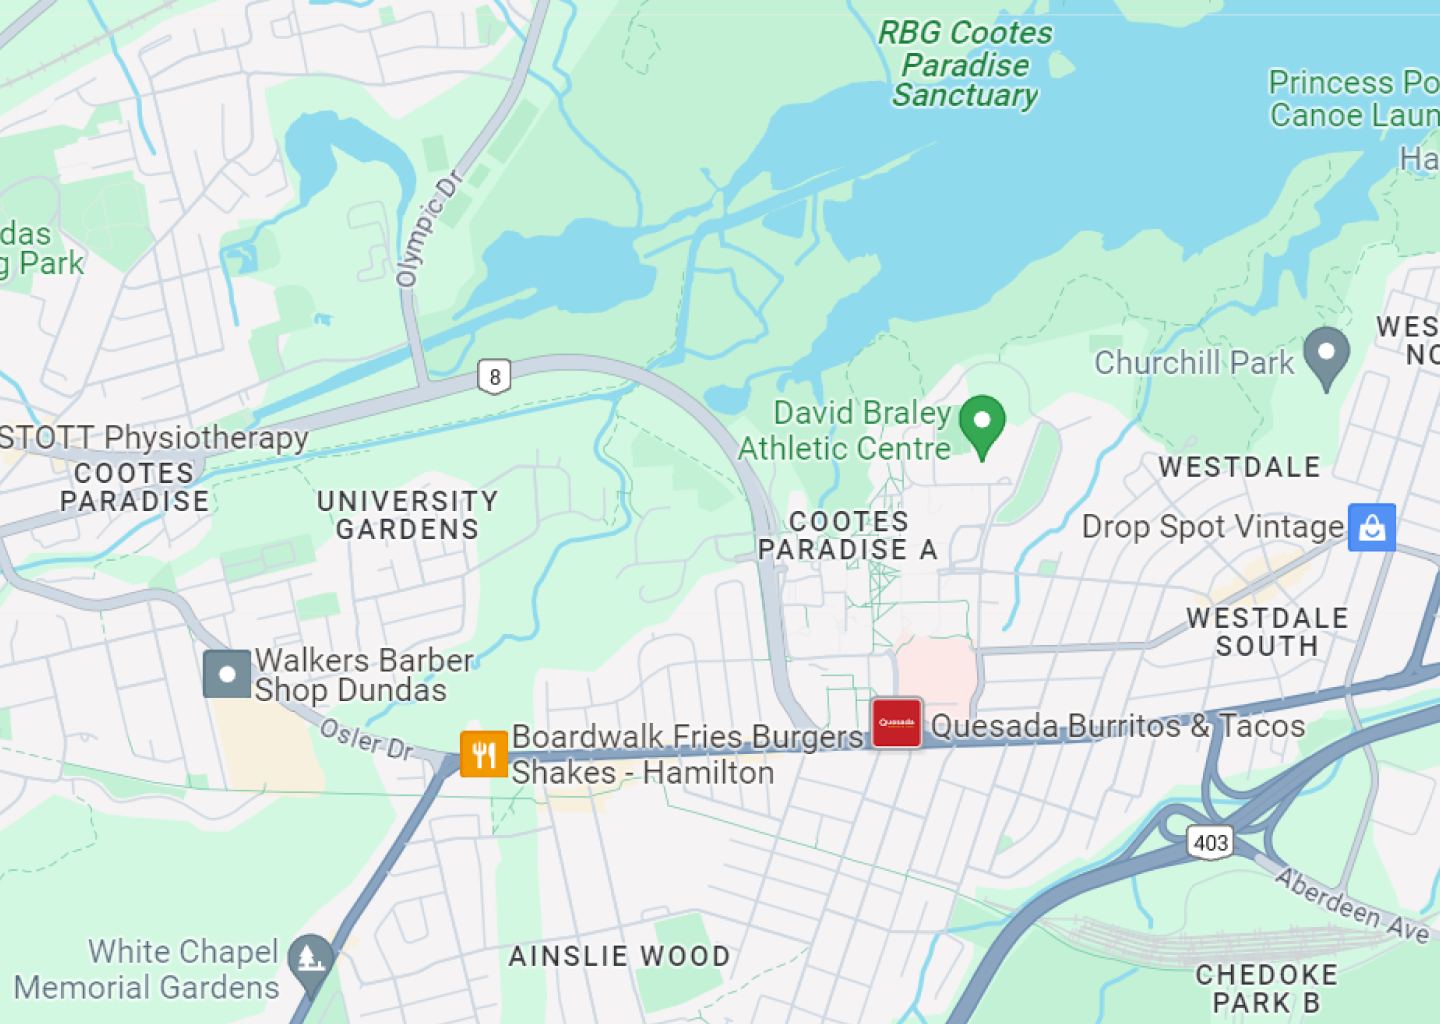 RBG Cootes
Paradise
Sanctuary
Princess Po
Canoe Laun
Ha
Olympic Dr
das
g Park
8
WES
NO
Churchill Park
David Braley
Athletic Centre
STOTT Physiotherapy
COOTES
PARADISE
UNIVERSITY
GARDENS
WESTDALE
COOTES
PARADISE A
Drop Spot Vintage
WESTDALE
SOUTH
Walkers Barber
Shop Dundas
Osler Dr
Boardwalk Fries Burgers
Shakes - Hamilton
Quesada
Quesada Burritos & Tacos
403
Aberdeen Ave
White Chapel
Memorial Gardens
AINSLIE WOOD
CHEDOKE
PARK B